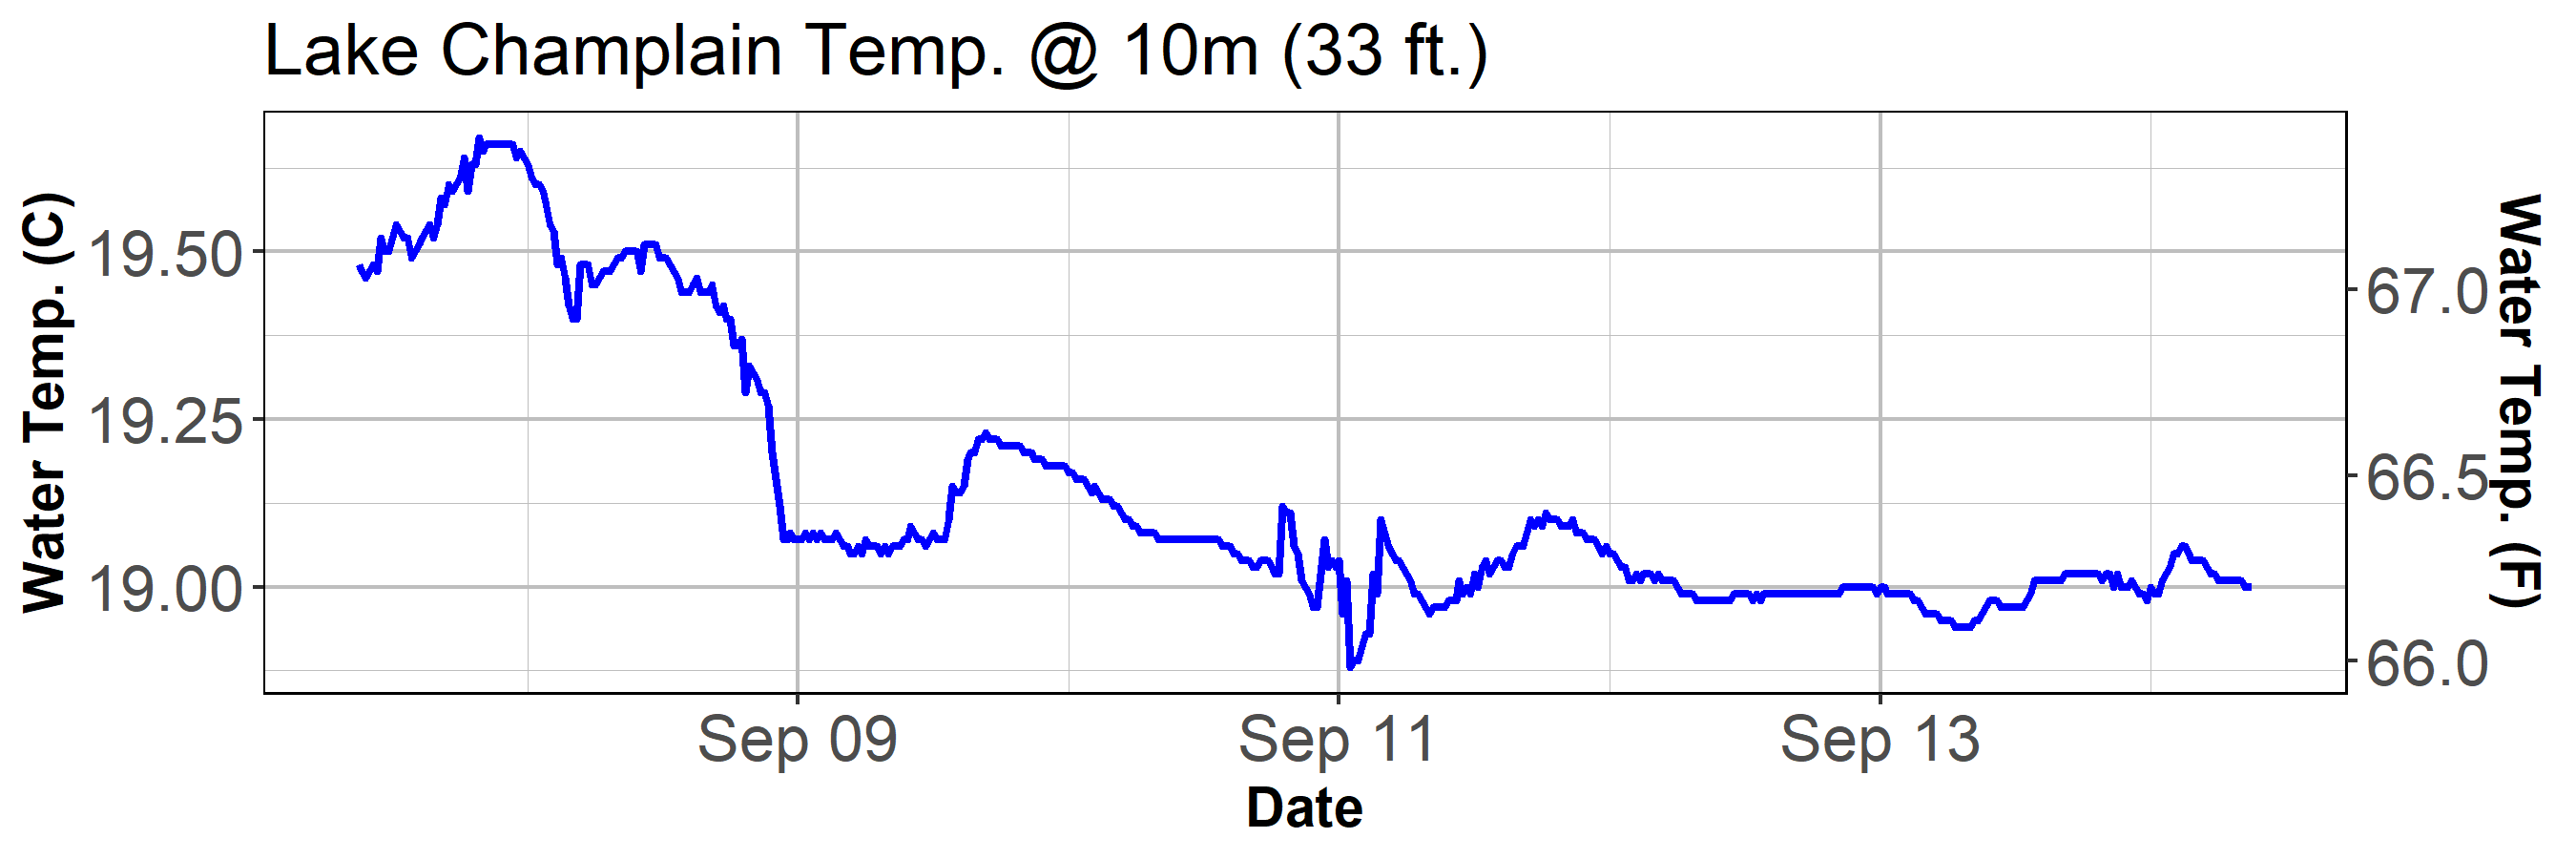 Lake Champlain Temp. @ 10m (33 ft.)
Water Temp. (C)
19.50
19.25
19.00
67.0
66.5
66.0
Water Temp. (F)
Sep 09
Sep 11
Sep 13
Date